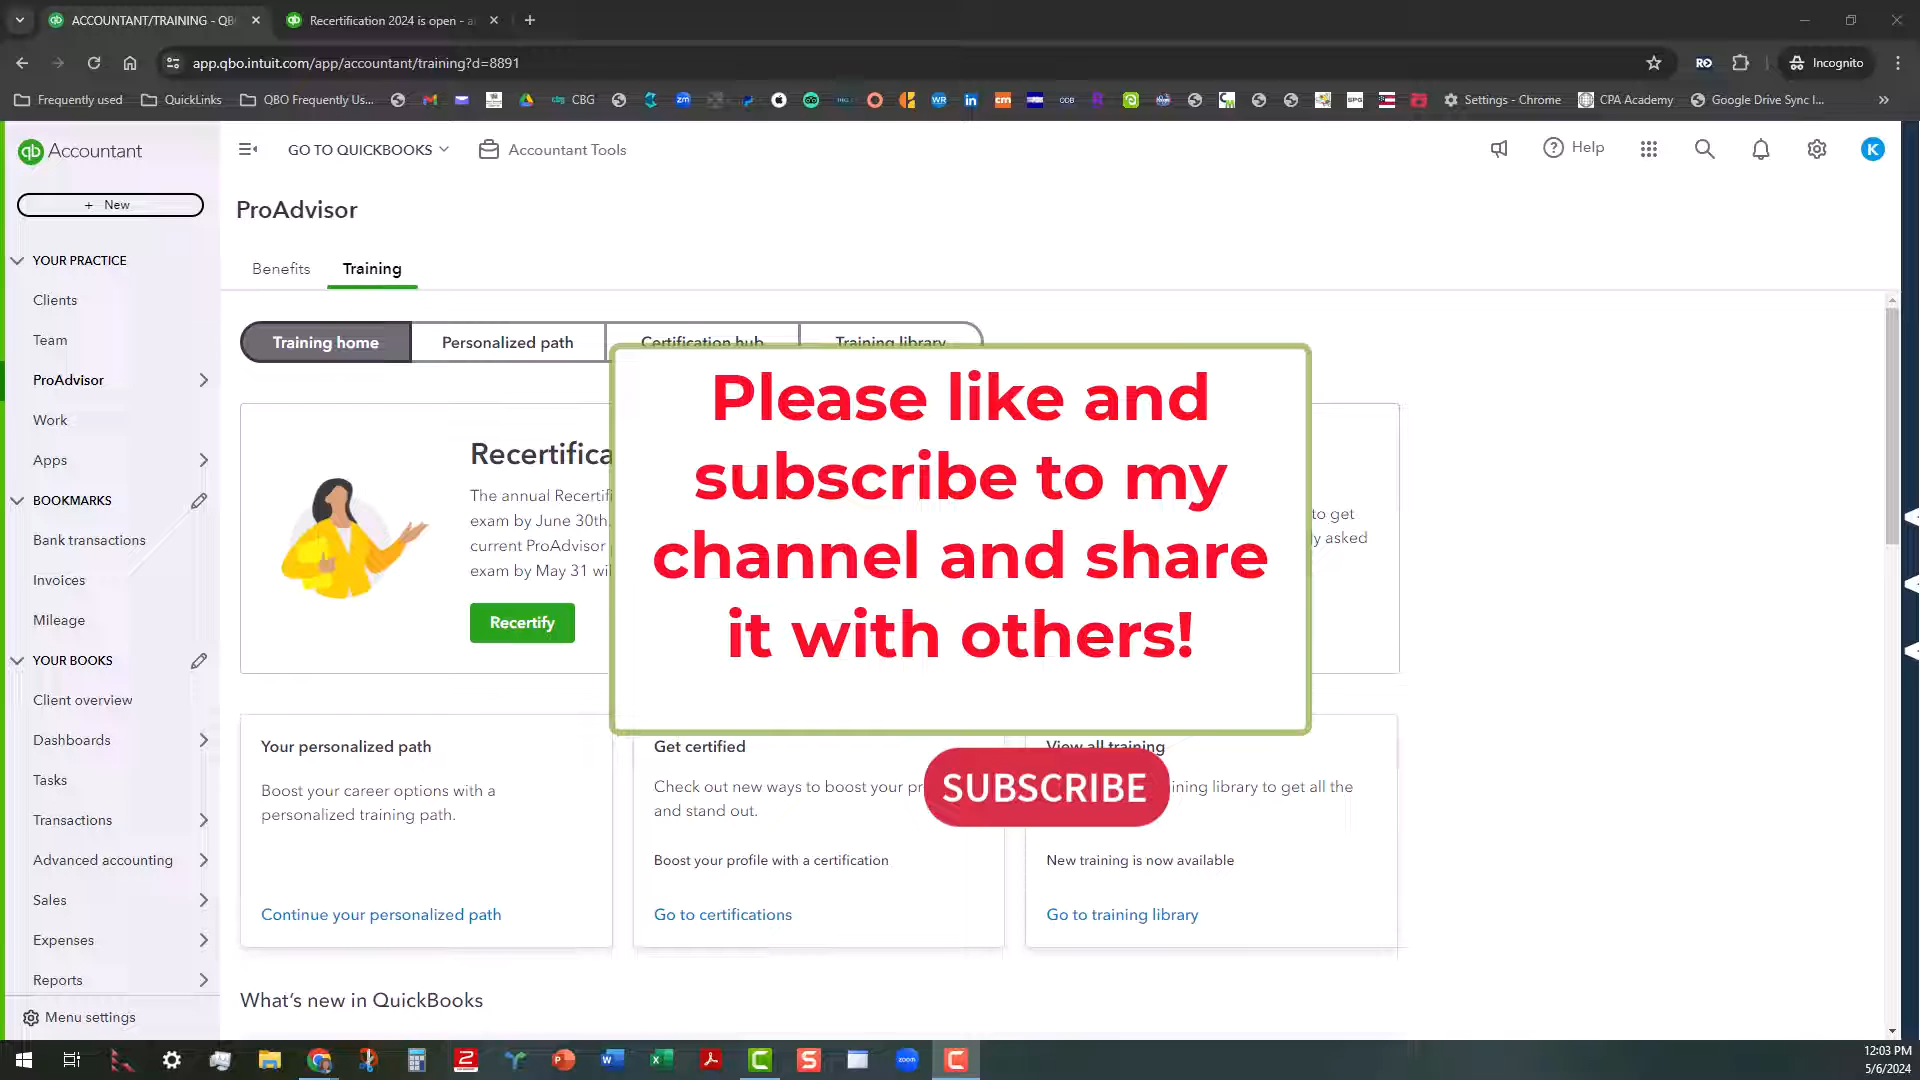 ACCOUNTANT/TRAINING - QB
Recertification 2024 is open - a
app.qbo.intuit.com/app/accountant/training?d=8891
Incognito
Frequently used
QuickLinks
QBO Frequently Us...
CBG
Settings - Chrome
CPA Academy
Google Drive Sync I...
qb Accountant
GO TO QUICKBOOKS
Accountant Tools
Help
K
+ New
ProAdvisor
YOUR PRACTICE
Clients
Team
ProAdvisor
Work
Apps
BOOKMARKS
Bank transactions
Invoices
Mileage
YOUR BOOKS
Client overview
Dashboards
Tasks
Transactions
Advanced accounting
Sales
Expenses
Reports
Menu settings
Benefits
Training
Training home
Personalized path
Certification hub
Training library
Recertifica
The annual Recertifi
exam by June 30th.
current ProAdvisor
exam by May 31 wil
Recertify
to get
ly asked
Please like and
subscribe to my
channel and share
it with others!
SUBSCRIBE
Your personalized path
Boost your career options with a
personalized training path.
Continue your personalized path
Get certified
Check out new ways to boost your pr
and stand out.
Boost your profile with a certification
Go to certifications
View all training
ining library to get all the
New training is now available
Go to training library
What's new in QuickBooks
12:03 PM
5/6/2024